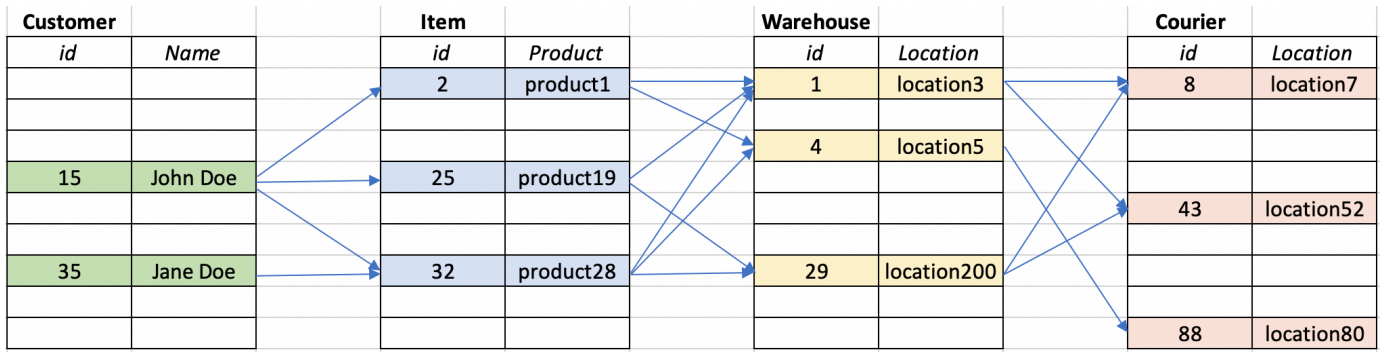 Customer Item Warehouse Courier
id Name id Product id Location id Location
2 product1 1 location3 8 location7
4 location5
15 John Doe 25 product19
43 location52
35 Jane Doe 32 product28 29 location200
88 location80